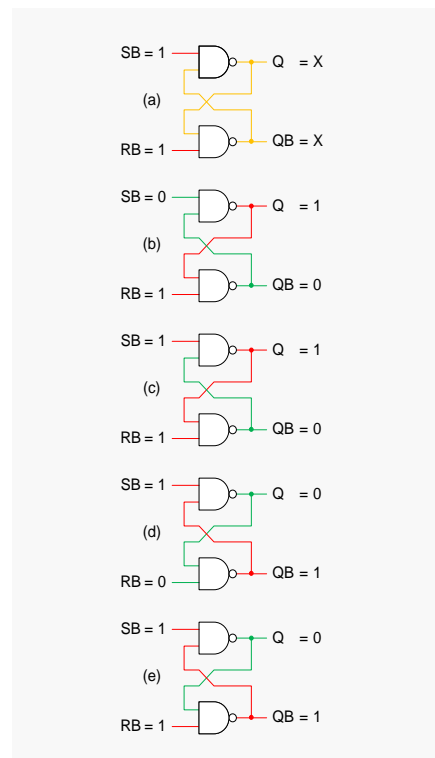 SB = 1
Q = X
(a)
RB = 1
QB = X
SB = 0
Q = 1
(b)
RB = 1
QB = 0
SB = 1
Q = 1
(c)
RB = 1
QB = 0
SB = 1
Q = 0
(d)
RB = 0
QB = 1
SB = 1
Q = 0
(e)
RB = 1
QB = 1